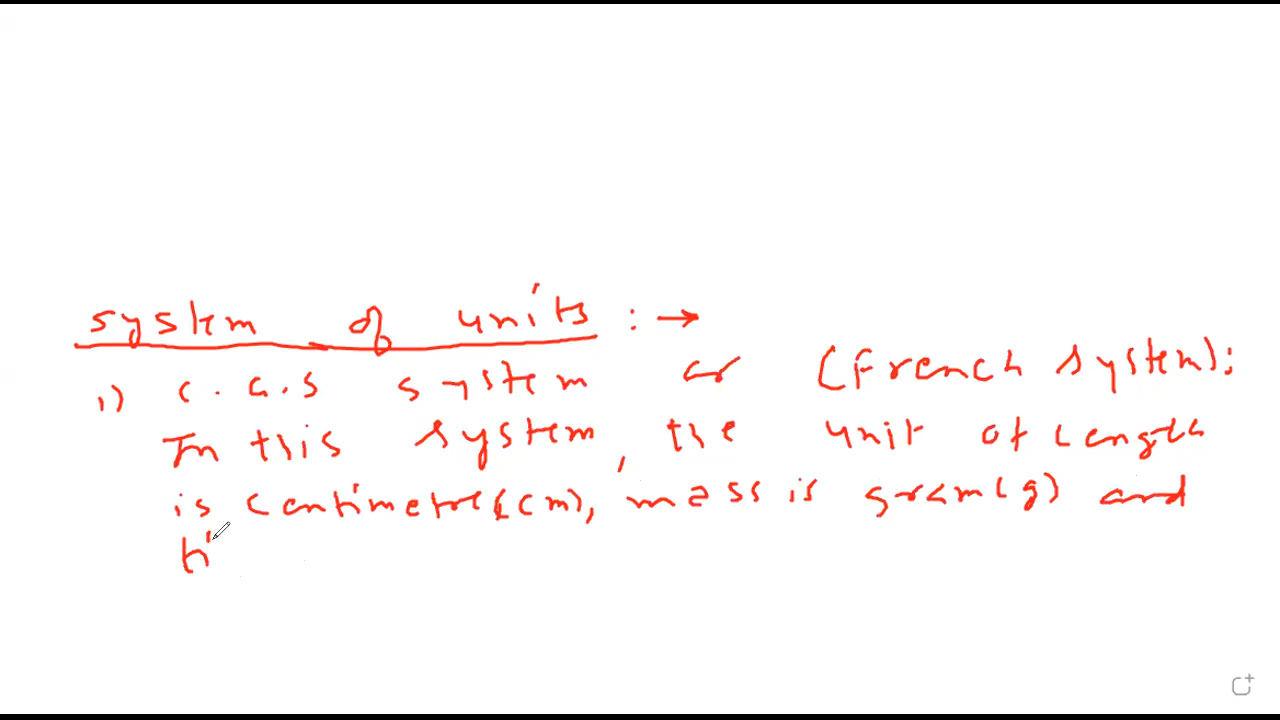 system of units : →
1) C.G.S system or (French system):
In this system, the unit of Length
is centimetre (cm), mass is gram(g) and
ti